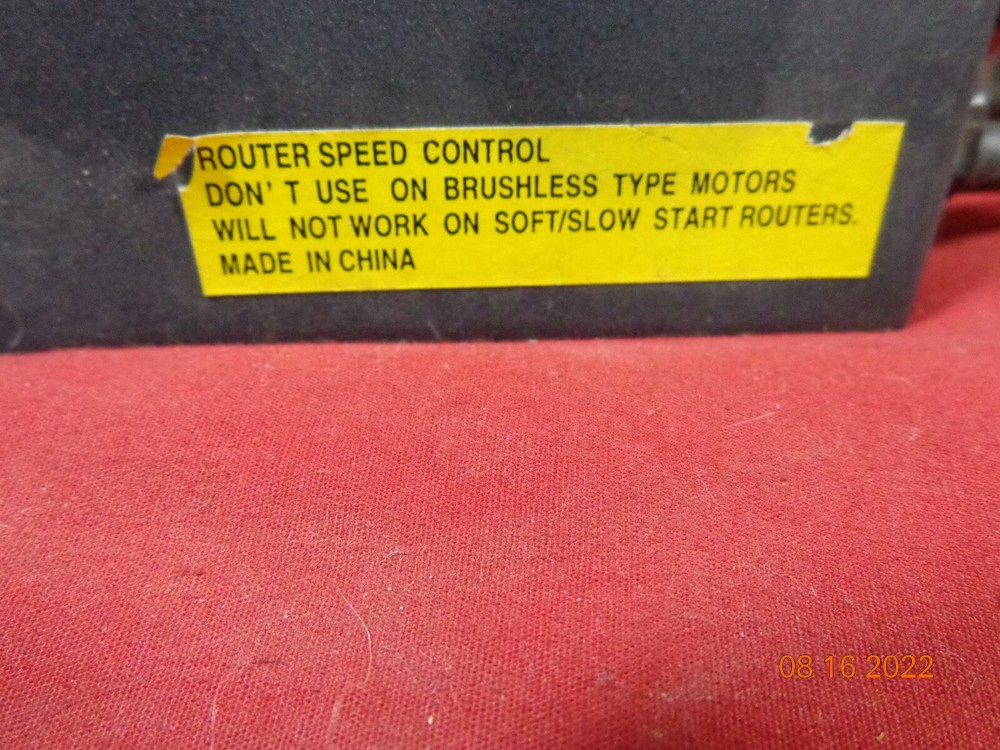 ROUTER SPEED CONTROL
DON' T USE ON BRUSHLESS TYPE MOTORS
WILL NOT WORK ON SOFT/SLOW START ROUTERS.
MADE IN CHINA
08 16 2022